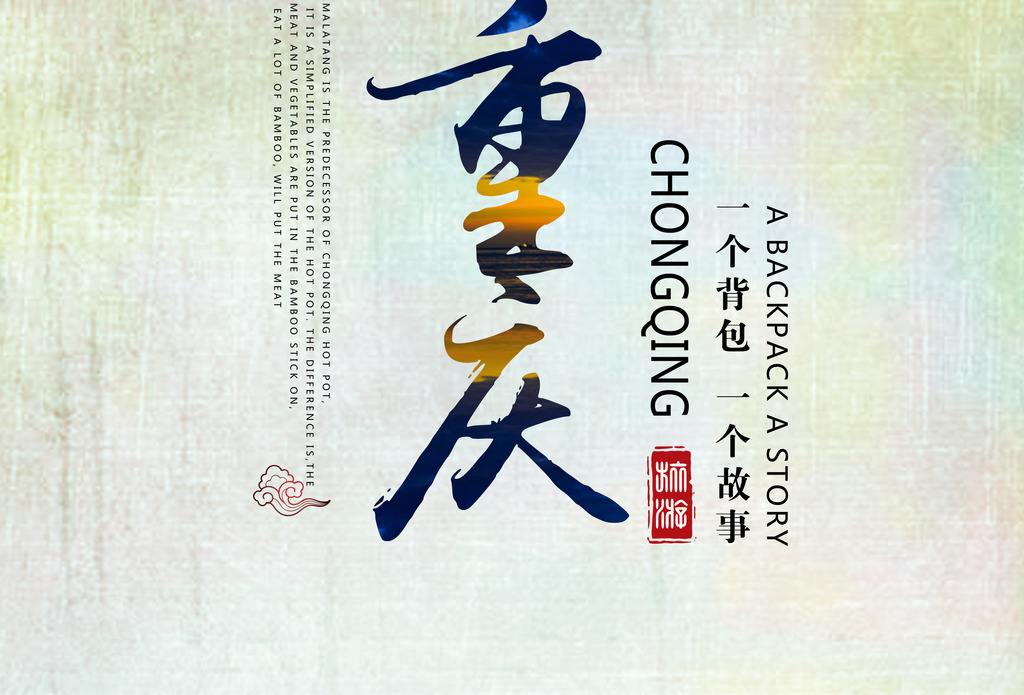 A BACKPACK A STORY
一个背包 一个故事
CHONGQING
旅游
重庆
MALATANG IS THE PREDECESSOR OF CHONGQING HOT POT,
IT IS A SIMPLIFIED VERSION OF THE HOT POT. THE DIFFERENCE IS,THE
MEAT AND VEGETABLES ARE PUT IN THE BAMBOO STICK ON,
EAT A LOT OF BAMBOO, WILL PUT THE MEAT